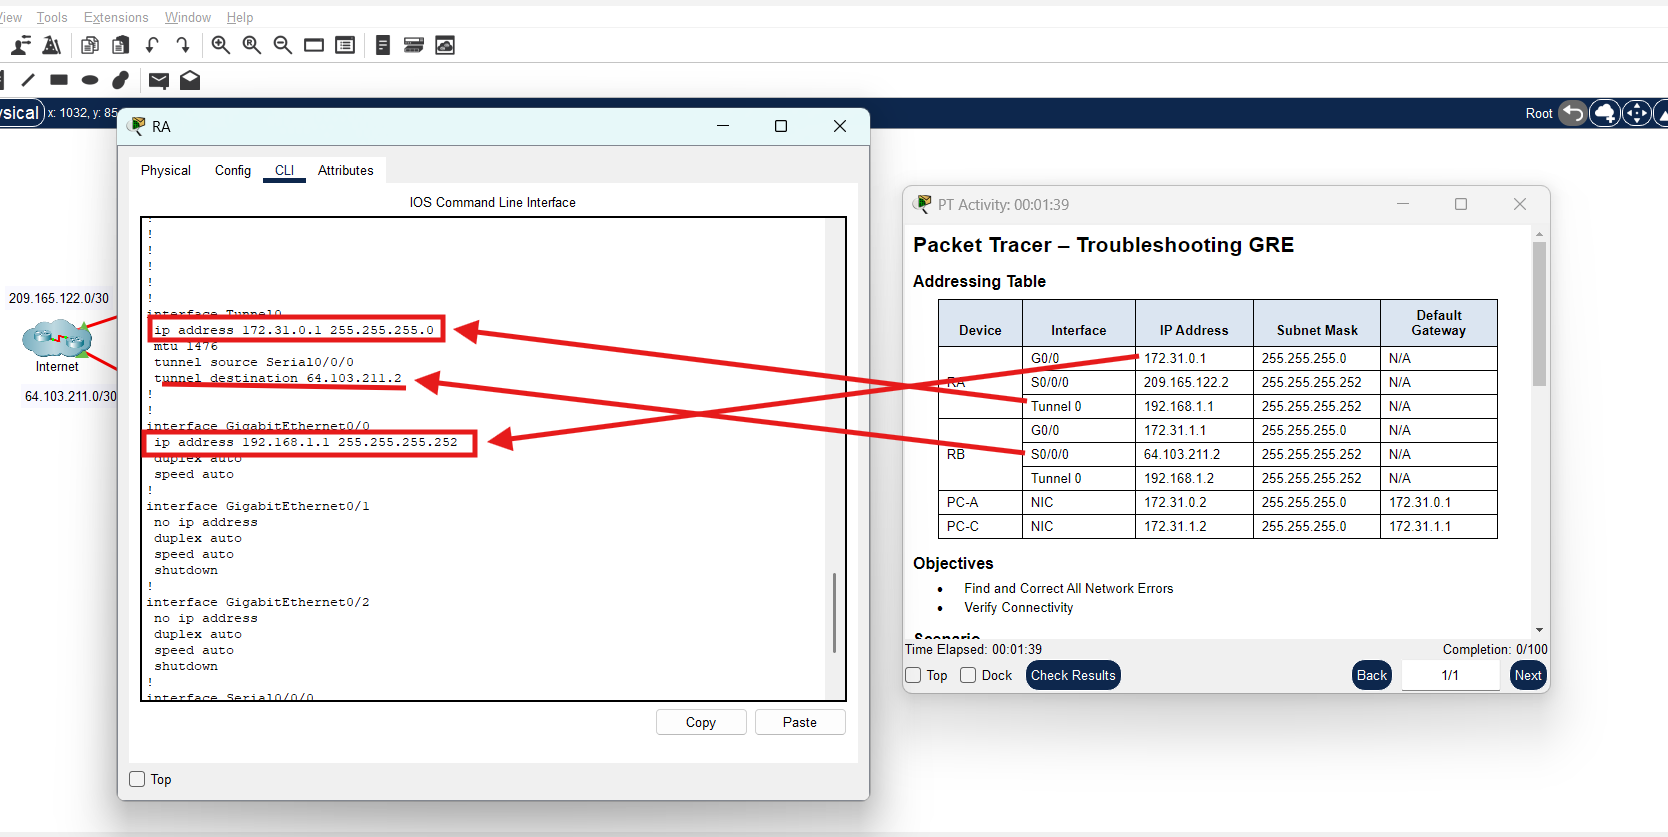 View Tools Extensions Window Help
x: 1032, y: 85
Root
209.165.122.0/30
Internet
64.103.211.0/30
RA
Physical Config CLI Attributes
IOS Command Line Interface
!
!
!
!
!
!
interface Tunnel0
ip address 172.31.0.1 255.255.255.0
mtu 1476
tunnel source Serial0/0/0
tunnel destination 64.103.211.2
!
!
interface GigabitEthernet0/0
ip address 192.168.1.1 255.255.255.252
duplex auto
speed auto
!
interface GigabitEthernet0/1
no ip address
duplex auto
speed auto
shutdown
!
interface GigabitEthernet0/2
no ip address
duplex auto
speed auto
shutdown
!
interface Serial0/0/0
Copy Paste
Top
PT Activity: 00:01:39
Packet Tracer – Troubleshooting GRE
Addressing Table
Device Interface IP Address Subnet Mask Default Gateway
RA G0/0 172.31.0.1 255.255.255.0 N/A
S0/0/0 209.165.122.2 255.255.255.252 N/A
Tunnel 0 192.168.1.1 255.255.255.252 N/A
RB G0/0 172.31.1.1 255.255.255.0 N/A
S0/0/0 64.103.211.2 255.255.255.252 N/A
Tunnel 0 192.168.1.2 255.255.255.252 N/A
PC-A NIC 172.31.0.2 255.255.255.0 172.31.0.1
PC-C NIC 172.31.1.2 255.255.255.0 172.31.1.1
Objectives
• Find and Correct All Network Errors
• Verify Connectivity
Scenario
Time Elapsed: 00:01:39 Completion: 0/100
Top Dock Check Results Back 1/1 Next